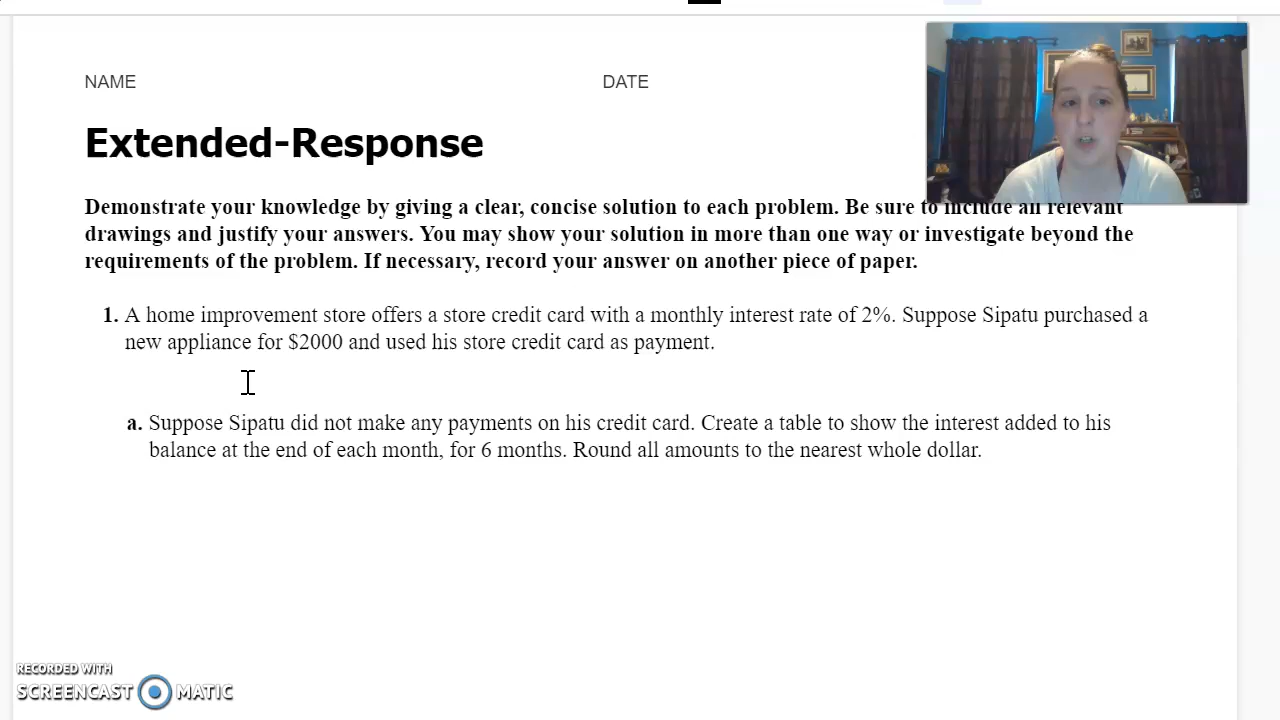 NAME DATE
Extended-Response
Demonstrate your knowledge by giving a clear, concise solution to each problem. Be sure to include all relevant
drawings and justify your answers. You may show your solution in more than one way or investigate beyond the
requirements of the problem. If necessary, record your answer on another piece of paper.
1. A home improvement store offers a store credit card with a monthly interest rate of 2%. Suppose Sipatu purchased a
new appliance for $2000 and used his store credit card as payment.
a. Suppose Sipatu did not make any payments on his credit card. Create a table to show the interest added to his
balance at the end of each month, for 6 months. Round all amounts to the nearest whole dollar.
RECORDED WITH
SCREENCAST MATIC